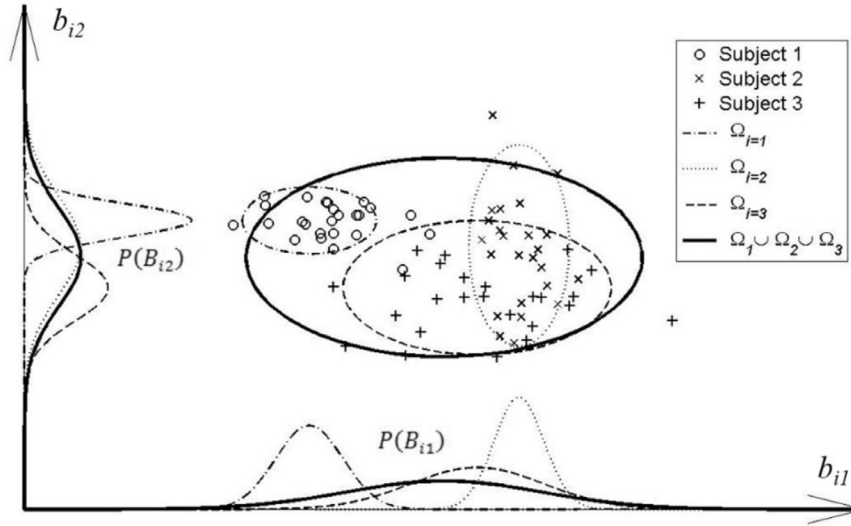 b_{i2}
Subject 1
Subject 2
Subject 3
Ω_{i=1}
Ω_{i=2}
Ω_{i=3}
Ω_1 ∪ Ω_2 ∪ Ω_3
P(B_{i2})
P(B_{i1})
b_{i1}